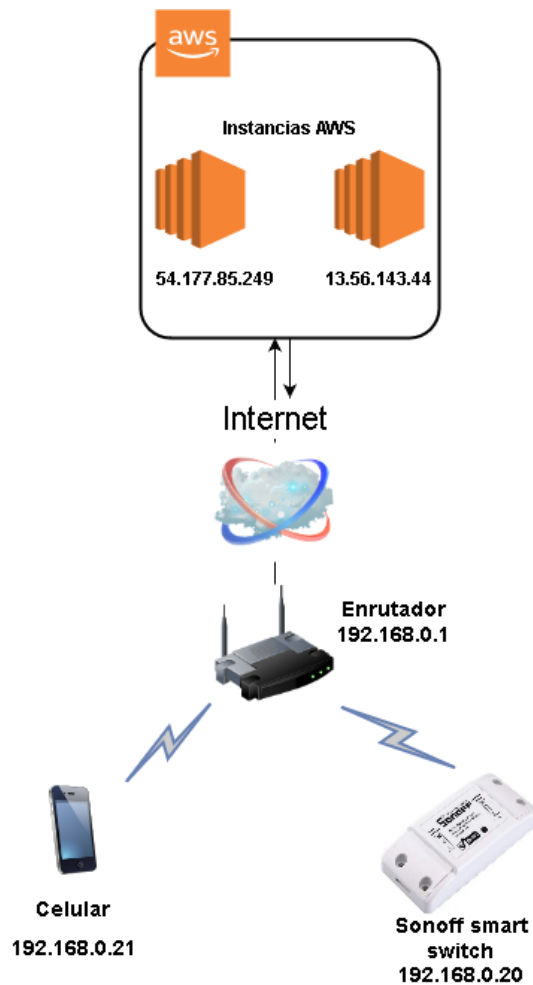 aws
Instancias AWS
54.177.85.249
13.56.143.44
Internet
Enrutador
192.168.0.1
Sonoff
Celular
192.168.0.21
Sonoff smart
switch
192.168.0.20